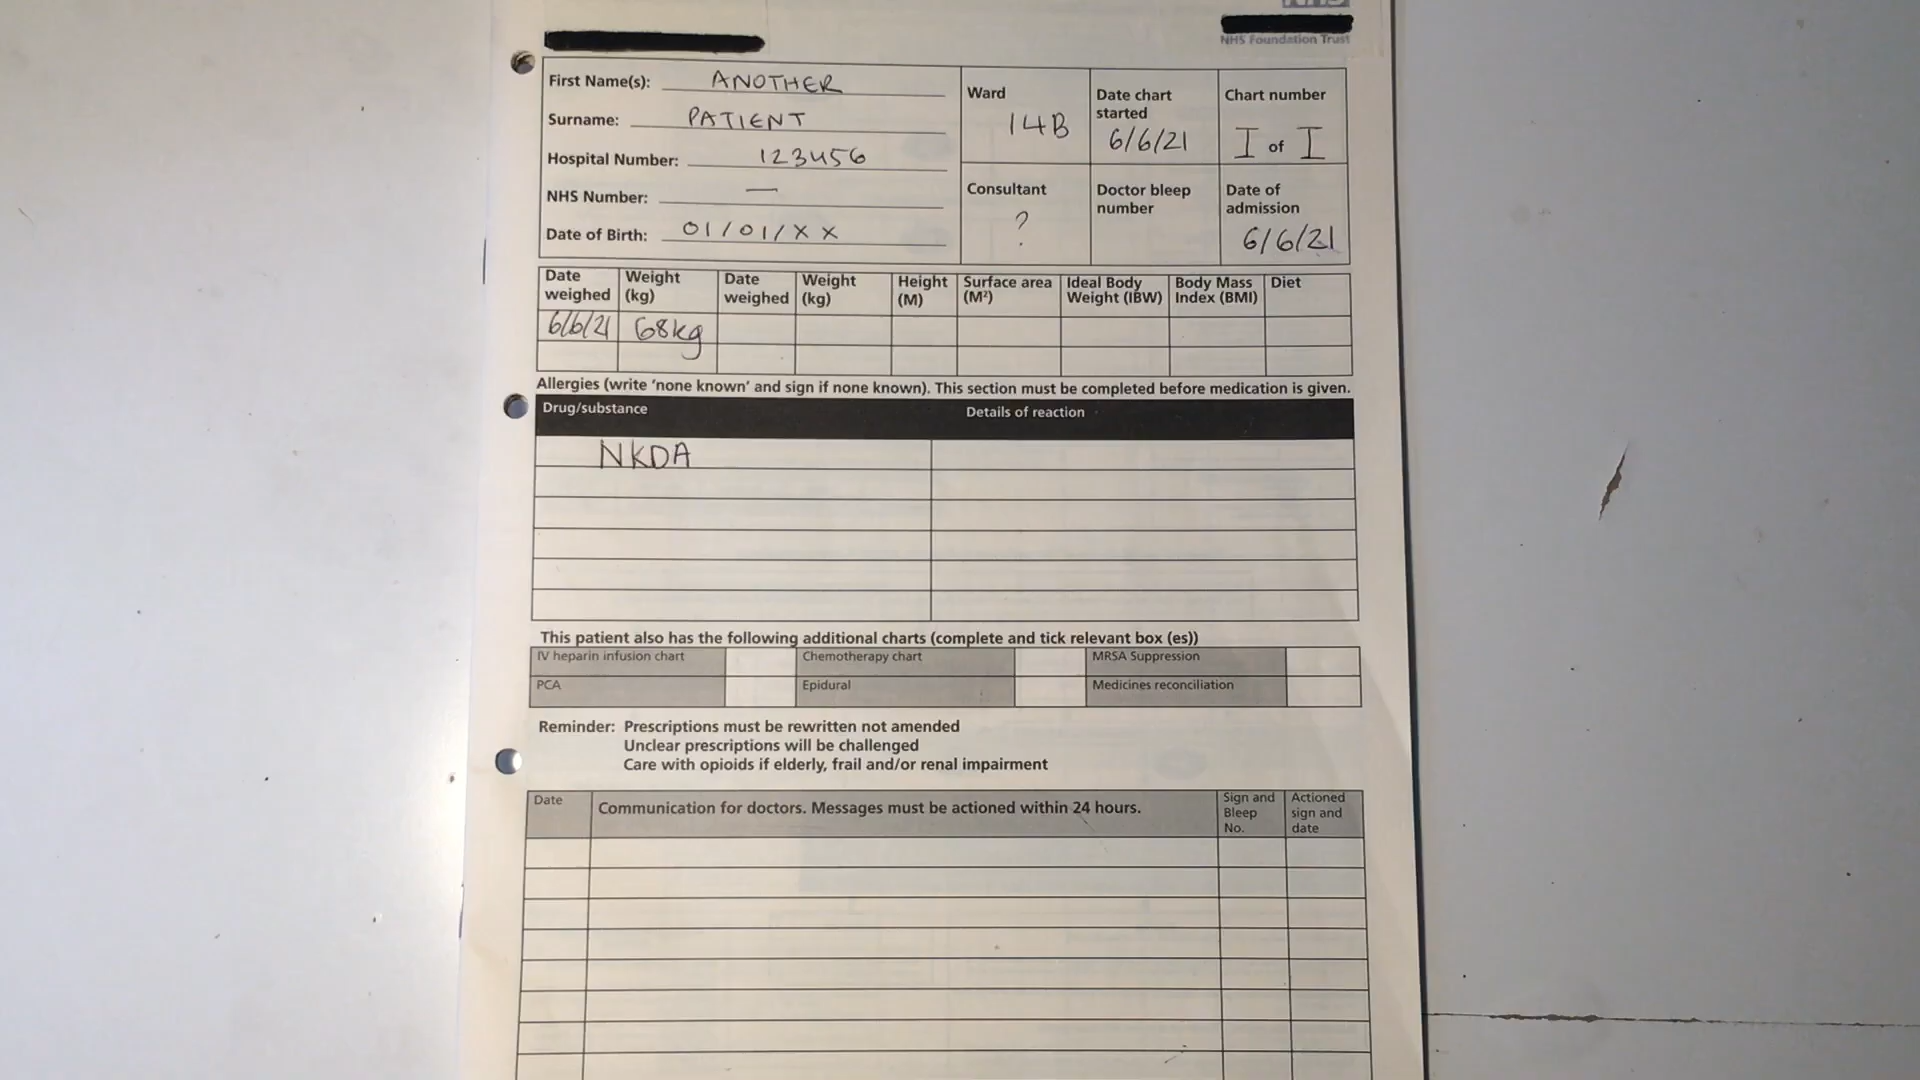 NHS
NHS Foundation Trust
First Name(s): ANOTHER
Surname: PATIENT
Hospital Number: 123456
NHS Number: —
Date of Birth: 01/01/XX
Ward
14B
Date chart started
6/6/21
Chart number
I of I
Consultant
?
Doctor bleep number
Date of admission
6/6/21
Date weighed Weight (kg) Date weighed Weight (kg) Height (M) Surface area (M²) Ideal Body Weight (IBW) Body Mass Index (BMI) Diet
6/6/21 68kg
Allergies (write 'none known' and sign if none known). This section must be completed before medication is given.
Drug/substance Details of reaction
NKDA
This patient also has the following additional charts (complete and tick relevant box (es))
IV heparin infusion chart Chemotherapy chart MRSA Suppression
PCA Epidural Medicines reconciliation
Reminder: Prescriptions must be rewritten not amended
Unclear prescriptions will be challenged
Care with opioids if elderly, frail and/or renal impairment
Date Communication for doctors. Messages must be actioned within 24 hours. Sign and Bleep No. Actioned sign and date